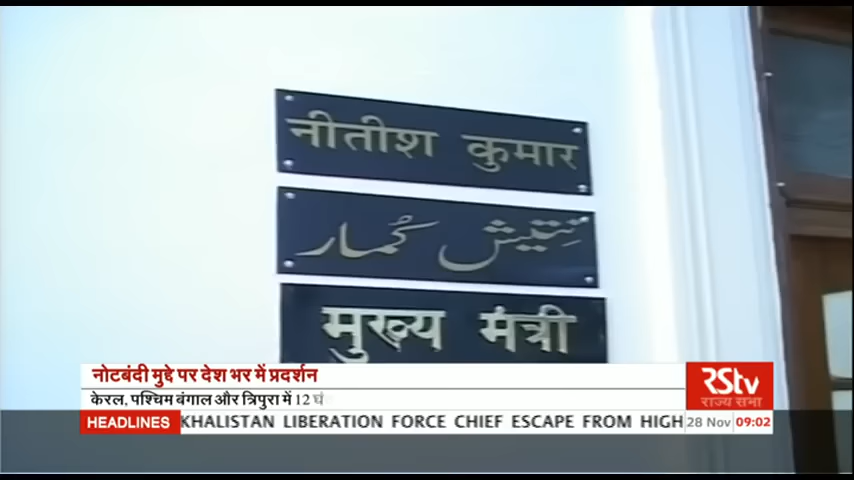 नीतीश कुमार
نتیش کُمار
मुख्य मंत्री
नोटबंदी मुद्दे पर देश भर में प्रदर्शन
केरल, पश्चिम बंगाल और त्रिपुरा में 12
RSTV
राज्य सभा
HEADLINES KHALISTAN LIBERATION FORCE CHIEF ESCAPE FROM HIGH 28 Nov 09:02